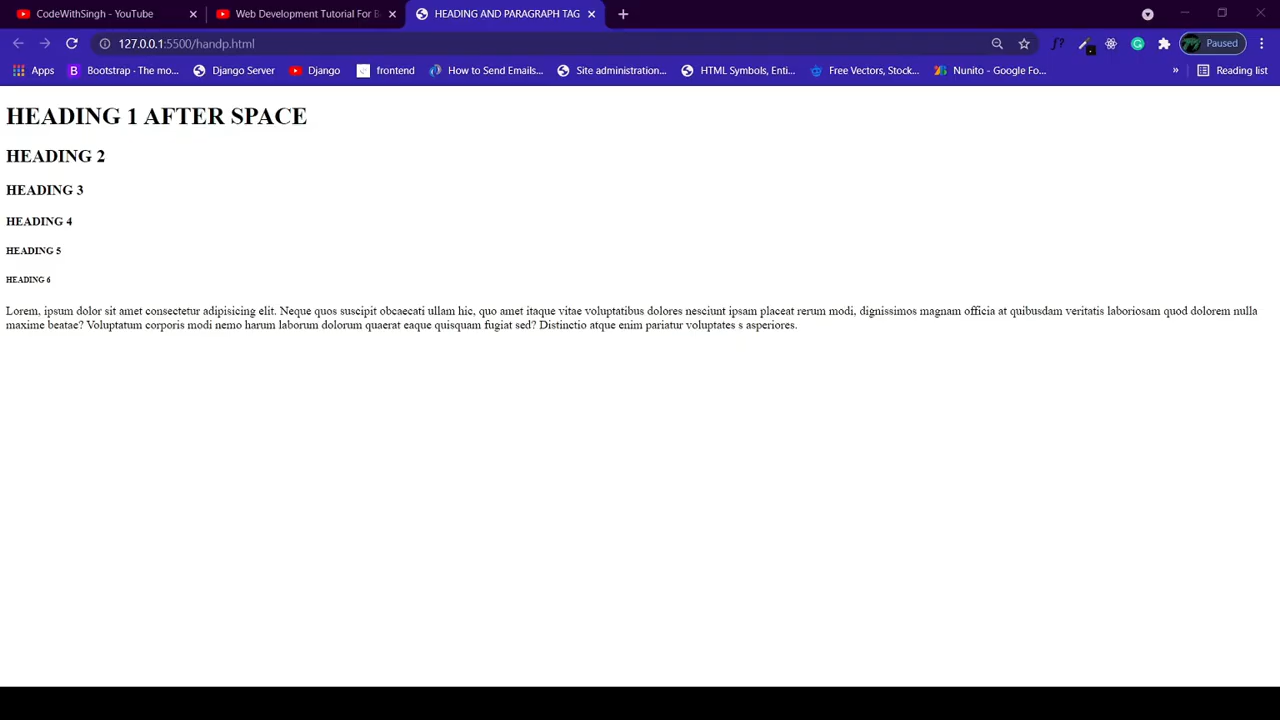 CodeWithSingh - YouTube
Web Development Tutorial For B
HEADING AND PARAGRAPH TAG
127.0.0.1:5500/handp.html
Paused
Apps
Bootstrap · The mo...
Django Server
Django
frontend
How to Send Emails...
Site administration...
HTML Symbols, Enti...
Free Vectors, Stock...
Nunito - Google Fo...
»
Reading list
HEADING 1 AFTER SPACE
HEADING 2
HEADING 3
HEADING 4
HEADING 5
HEADING 6
Lorem, ipsum dolor sit amet consectetur adipisicing elit. Neque quos suscipit obcaecati ullam hic, quo amet itaque vitae voluptatibus dolores nesciunt ipsam placeat rerum modi, dignissimos magnam officia at quibusdam veritatis laboriosam quod dolorem nulla
maxime beatae? Voluptatum corporis modi nemo harum laborum dolorum quaerat eaque quisquam fugiat sed? Distinctio atque enim pariatur voluptates s asperiores.